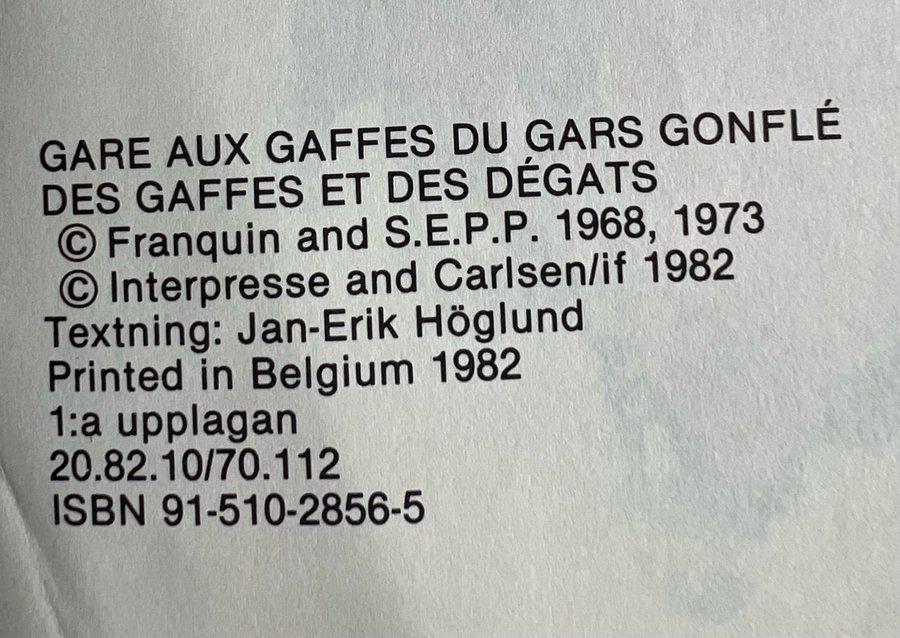 GARE AUX GAFFES DU GARS GONFLÉ
DES GAFFES ET DES DÉGATS
© Franquin and S.E.P.P. 1968, 1973
© Interpresse and Carlsen/if 1982
Textning: Jan-Erik Höglund
Printed in Belgium 1982
1:a upplagan
20.82.10/70.112
ISBN 91-510-2856-5